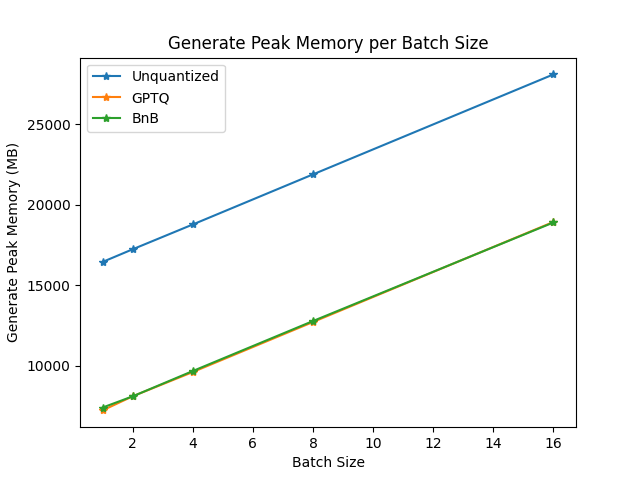 Generate Peak Memory per Batch Size
Unquantized
GPTQ
BnB
Generate Peak Memory (MB)
25000
20000
15000
10000
2 4 6 8 10 12 14 16
Batch Size